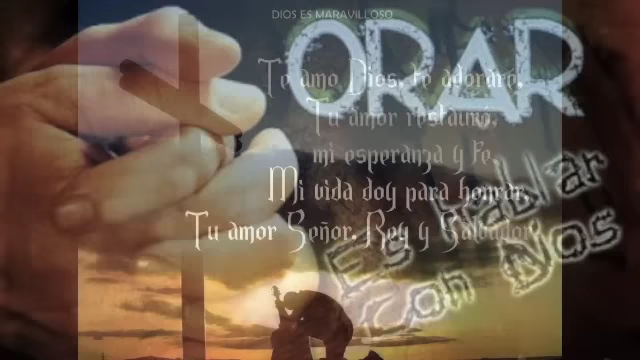 DIOS ES MARAVILLOSO
ORAR
Te amo Dios, te adoraré,
Tu amor restauró,
mi esperanza y fe,
Mi vida doy para honrar,
Tu amor Señor, Rey y Salvador
Es Hablar
Con Dios